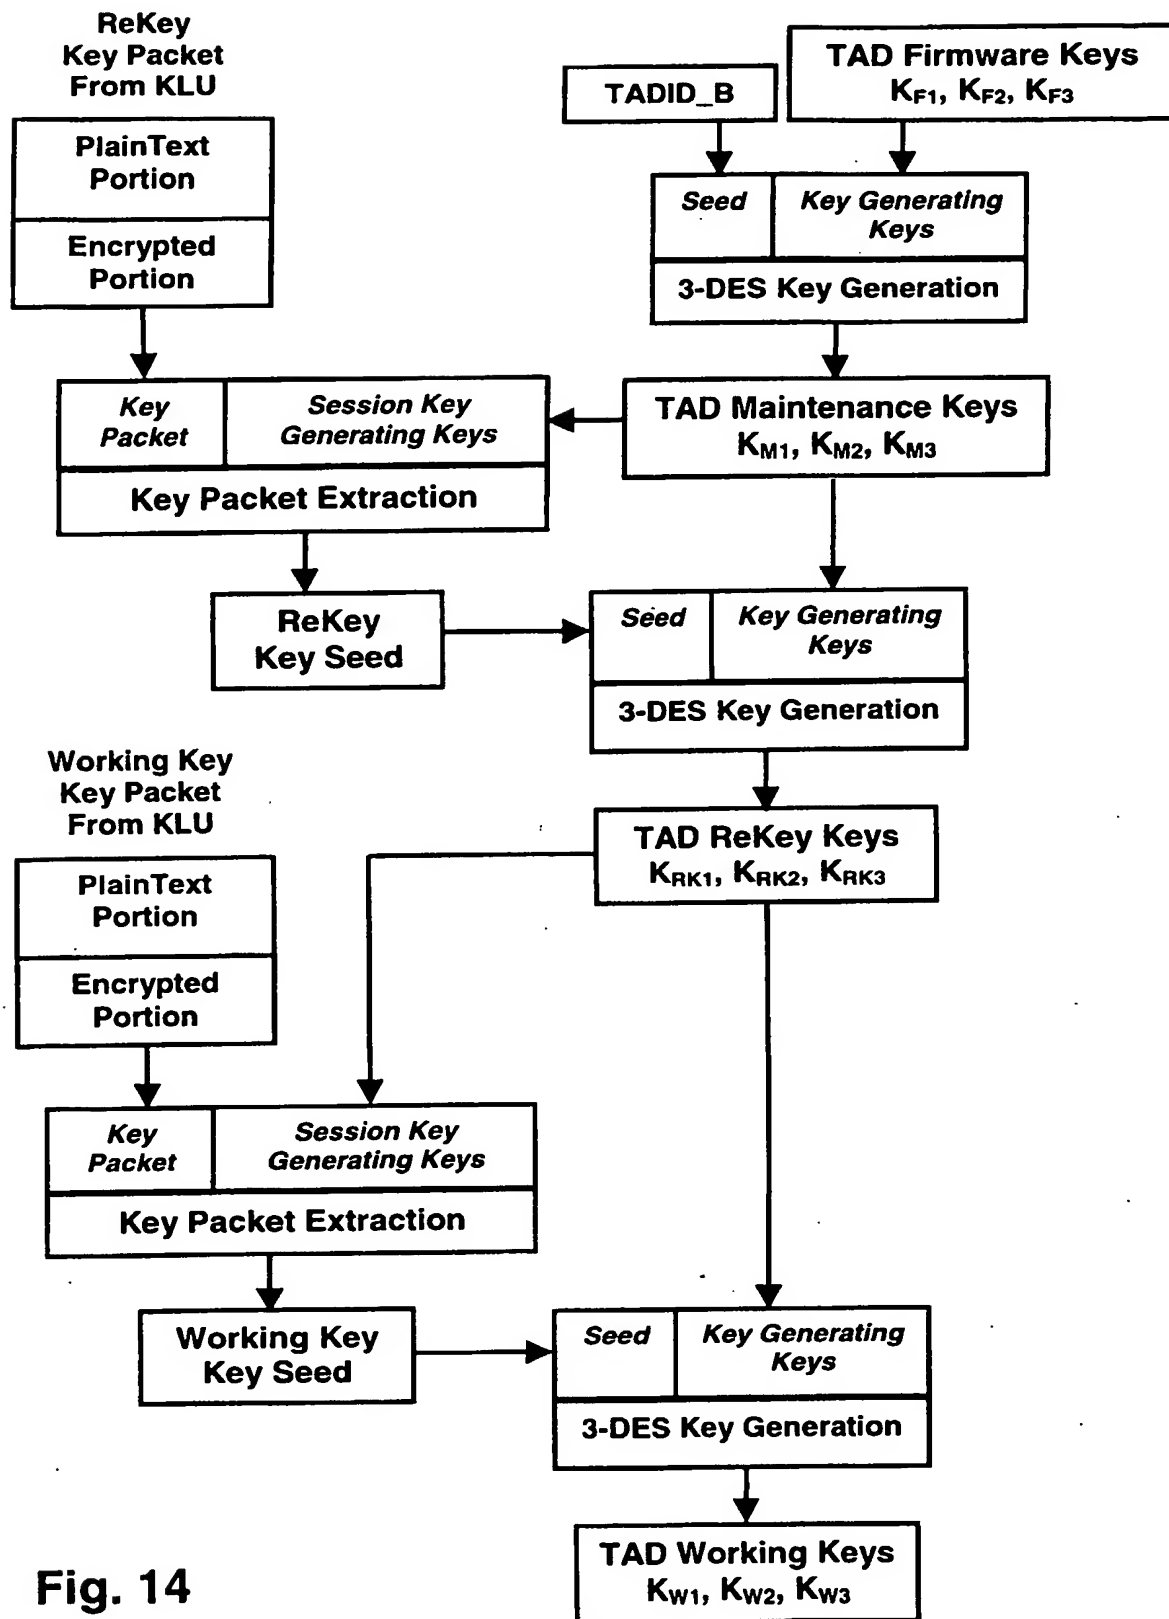 ReKey
Key Packet
From KLU
PlainText
Portion
Encrypted
Portion
TADID_B
TAD Firmware Keys
KF1, KF2, KF3
Seed
Key Generating
Keys
3-DES Key Generation
Key
Packet
Session Key
Generating Keys
Key Packet Extraction
TAD Maintenance Keys
KM1, KM2, KM3
ReKey
Key Seed
Seed
Key Generating
Keys
3-DES Key Generation
Working Key
Key Packet
From KLU
PlainText
Portion
Encrypted
Portion
TAD ReKey Keys
KRK1, KRK2, KRK3
Key
Packet
Session Key
Generating Keys
Key Packet Extraction
Working Key
Key Seed
Seed
Key Generating
Keys
3-DES Key Generation
TAD Working Keys
KW1, KW2, KW3
Fig. 14